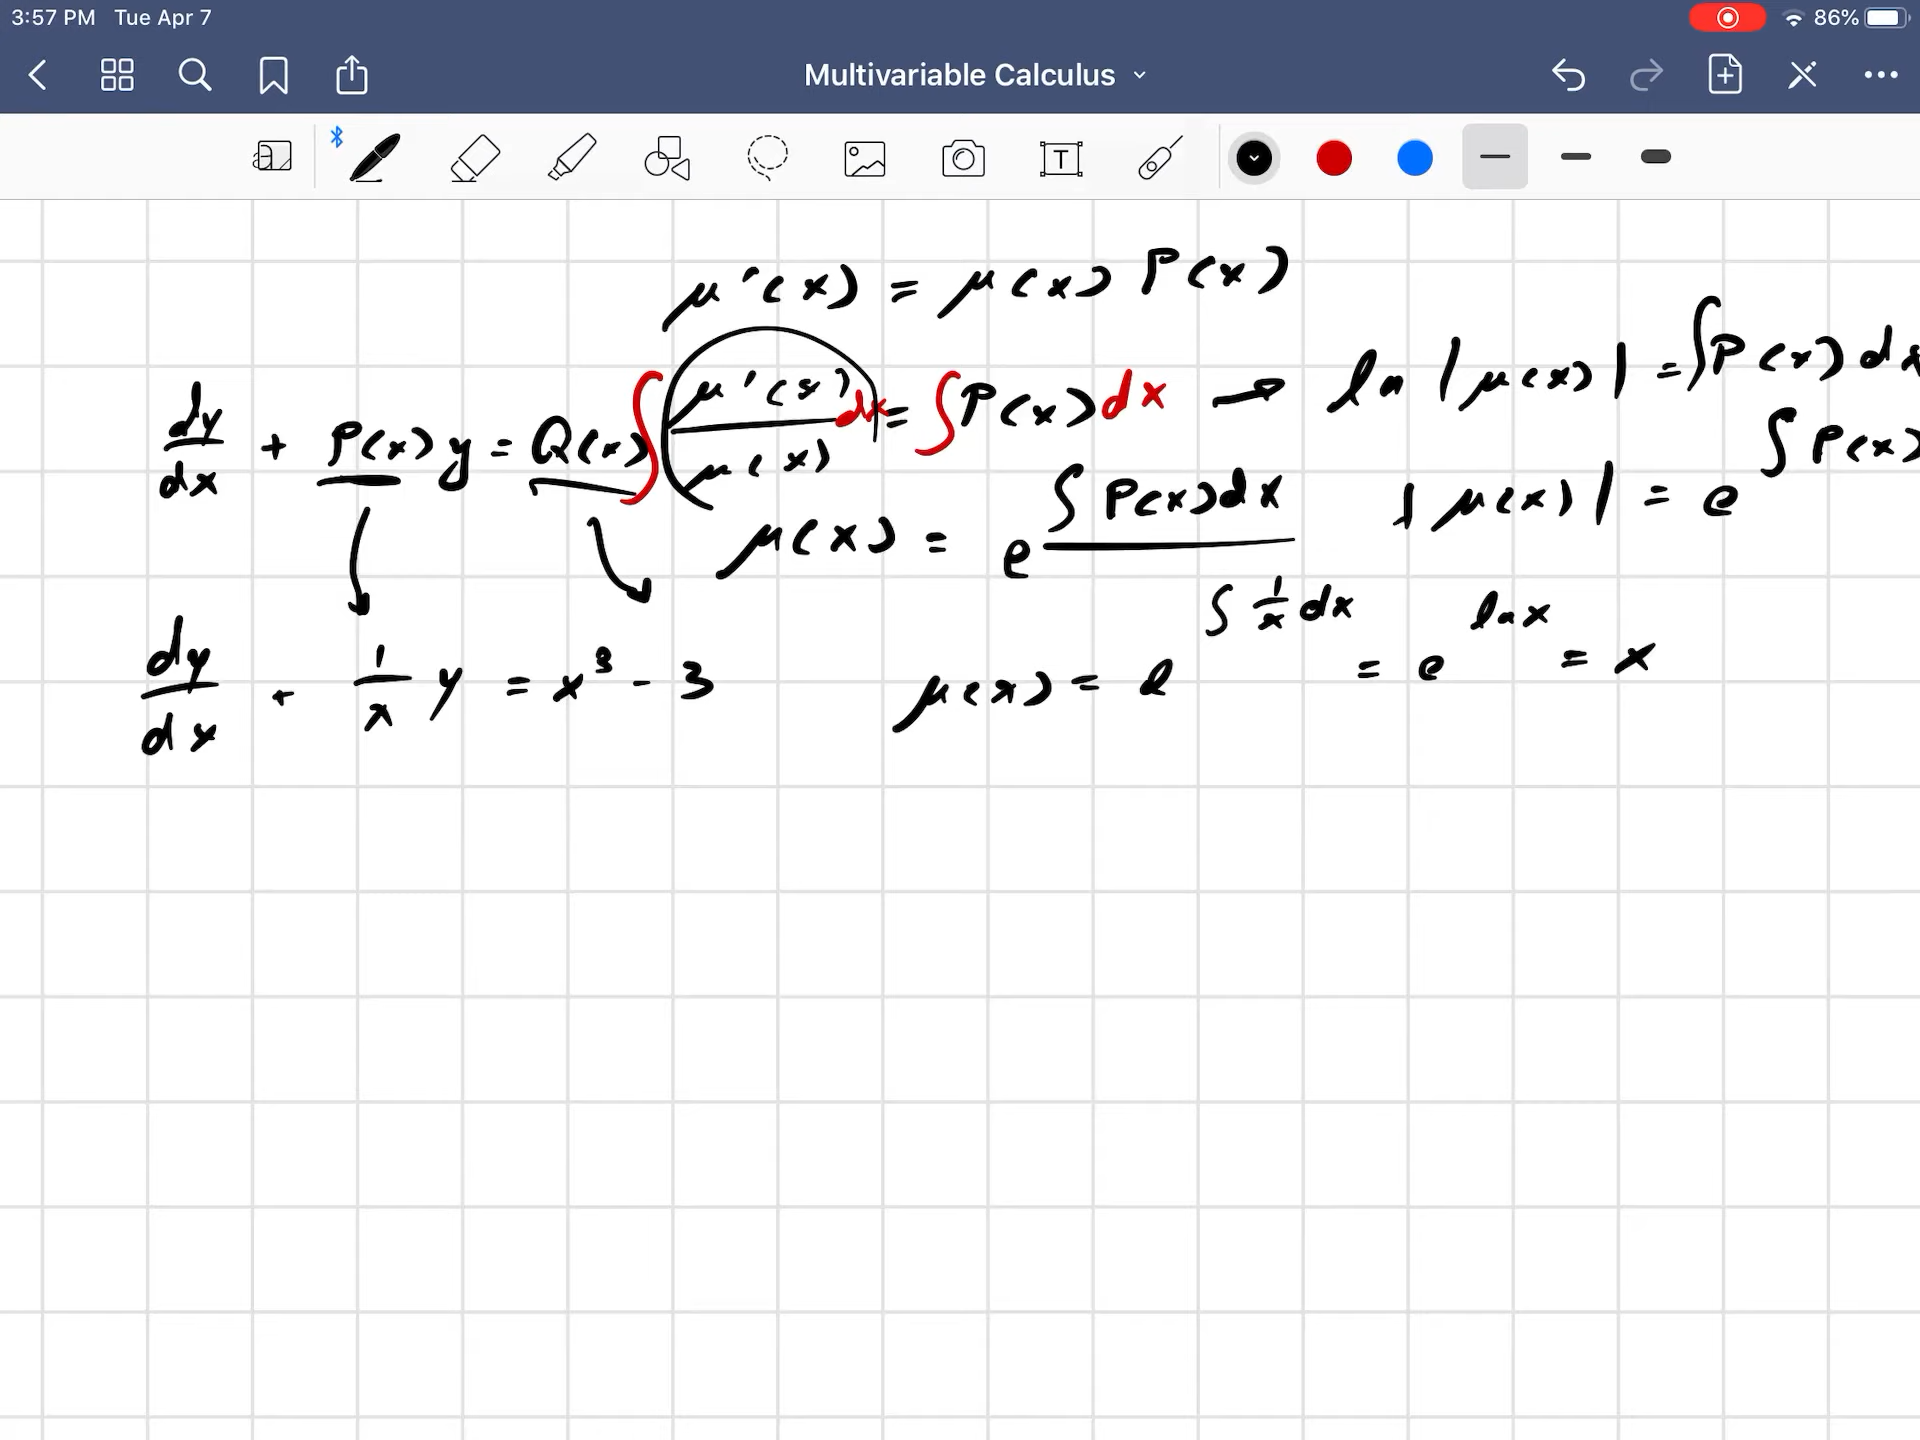 3:57 PM Tue Apr 7 86%
Multivariable Calculus
T
μ'(x) = μ(x) P(x)
dy/dx + P(x) y = Q(x) ∫ μ'(x)/μ(x) dx = ∫ P(x) dx → ln |μ(x)| = ∫ P(x) dx
μ(x) = e^∫ P(x) dx |μ(x)| = e^∫ P(x)
dy/dx + 1/x y = x³ - 3 μ(x) = e^∫ 1/x dx = e^ln x = x